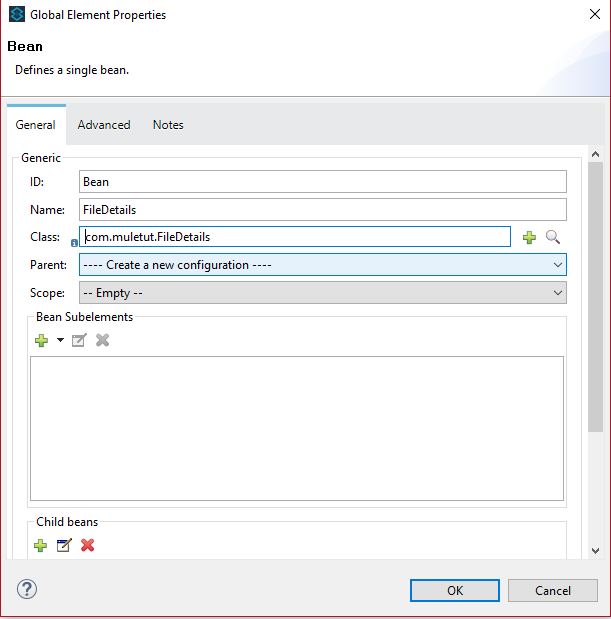 Global Element Properties
Bean
Defines a single bean.
General Advanced Notes
Generic
ID: Bean
Name: FileDetails
Class: com.muletut.FileDetails
Parent: ---- Create a new configuration ----
Scope: -- Empty --
Bean Subelements
Child beans
OK Cancel